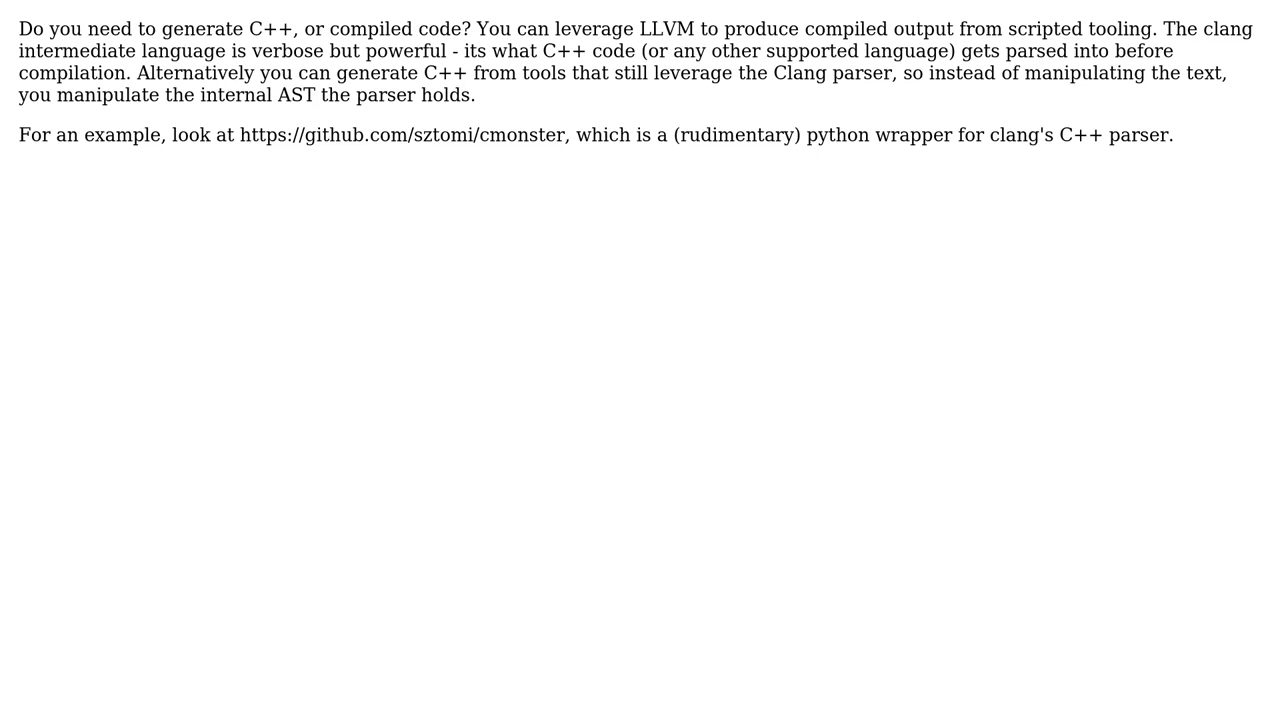 Do you need to generate C++, or compiled code? You can leverage LLVM to produce compiled output from scripted tooling. The clang
intermediate language is verbose but powerful - its what C++ code (or any other supported language) gets parsed into before
compilation. Alternatively you can generate C++ from tools that still leverage the Clang parser, so instead of manipulating the text,
you manipulate the internal AST the parser holds.
For an example, look at https://github.com/sztomi/cmonster, which is a (rudimentary) python wrapper for clang's C++ parser.